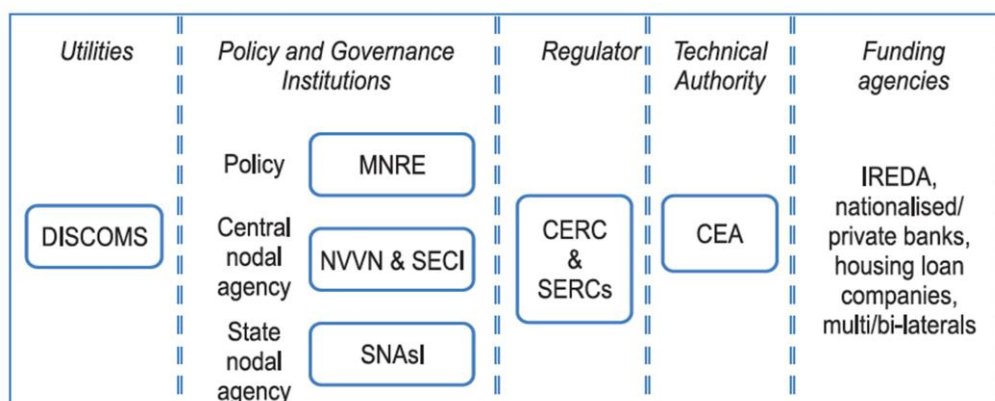 Utilities
Policy and Governance
Institutions
Regulator
Technical
Authority
Funding
agencies
DISCOMS
Policy
MNRE
Central
nodal
agency
NVVN & SECI
State
nodal
agency
SNAsI
CERC
&
SERCs
CEA
IREDA,
nationalised/
private banks,
housing loan
companies,
multi/bi-laterals